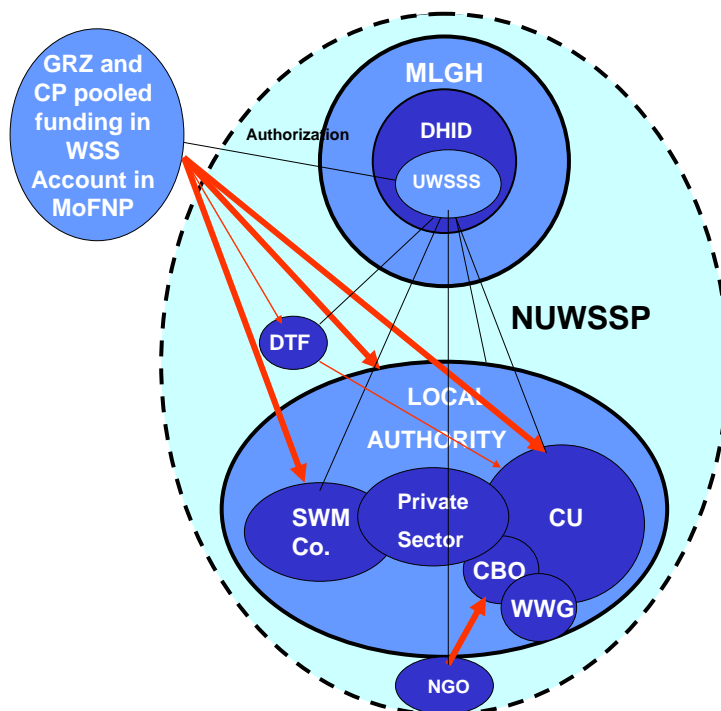 GRZ and
CP pooled
funding in
WSS
Account in
MoFNP
Authorization
MLGH
DHID
UWSSS
NUWSSP
DTF
LOCAL
AUTHORITY
SWM
Co.
Private
Sector
CU
CBO
WWG
NGO